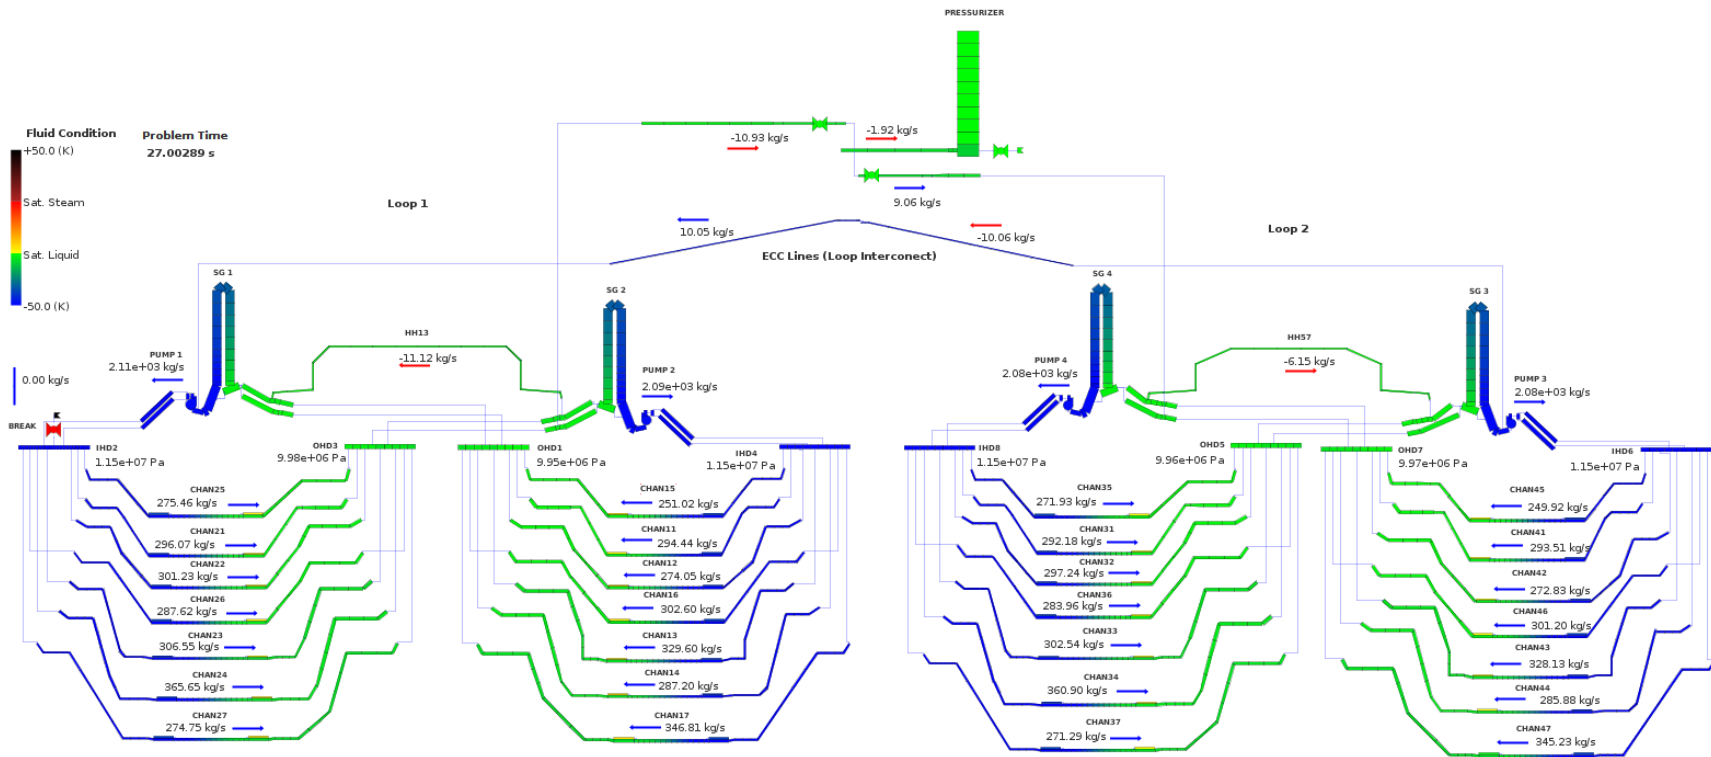 PRESSURIZER
Fluid Condition
Problem Time
27.00289 s
+50.0 (K)
Sat. Steam
Sat. Liquid
-50.0 (K)
0.00 kg/s
-10.93 kg/s
-1.92 kg/s
9.06 kg/s
Loop 1
Loop 2
10.05 kg/s
-10.06 kg/s
ECC Lines (Loop Interconect)
SG 1
SG 2
SG 4
SG 3
HH13
-11.12 kg/s
HH57
-6.15 kg/s
PUMP 1
2.11e+03 kg/s
PUMP 2
2.09e+03 kg/s
PUMP 4
2.08e+03 kg/s
PUMP 3
2.08e+03 kg/s
BREAK
IHD2
1.15e+07 Pa
OHD3
9.98e+06 Pa
OHD1
9.95e+06 Pa
IHD4
1.15e+07 Pa
IHD8
1.15e+07 Pa
OHD5
9.96e+06 Pa
OHD7
9.97e+06 Pa
IHD6
1.15e+07 Pa
CHAN25
275.46 kg/s
CHAN21
296.07 kg/s
CHAN22
301.23 kg/s
CHAN26
287.62 kg/s
CHAN23
306.55 kg/s
CHAN24
365.65 kg/s
CHAN27
274.75 kg/s
CHAN15
251.02 kg/s
CHAN11
294.44 kg/s
CHAN12
274.05 kg/s
CHAN16
302.60 kg/s
CHAN13
329.60 kg/s
CHAN14
287.20 kg/s
CHAN17
346.81 kg/s
CHAN35
271.93 kg/s
CHAN31
292.18 kg/s
CHAN32
297.24 kg/s
CHAN36
283.96 kg/s
CHAN33
302.54 kg/s
CHAN34
360.90 kg/s
CHAN37
271.29 kg/s
CHAN45
249.92 kg/s
CHAN41
293.51 kg/s
CHAN42
272.83 kg/s
CHAN46
301.20 kg/s
CHAN43
328.13 kg/s
CHAN44
285.88 kg/s
CHAN47
345.23 kg/s